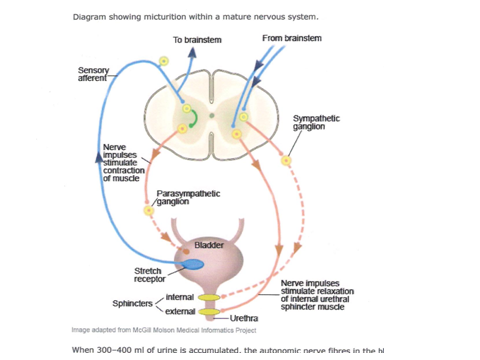 Diagram showing micturition within a mature nervous system.
To brainstem
From brainstem
Sensory
afferent
Sympathetic
ganglion
Nerve
impulses
stimulate
contraction
of muscle
Parasympathetic
ganglion
Bladder
Stretch
receptor
Nerve impulses
stimulate relaxation
of internal urethral
sphincter muscle
Sphincters
internal
external
Urethra
Image adapted from McGill Molson Medical Informatics Project
When 300–400 ml of urine is accumulated, the autonomic nerve fibres in the bl